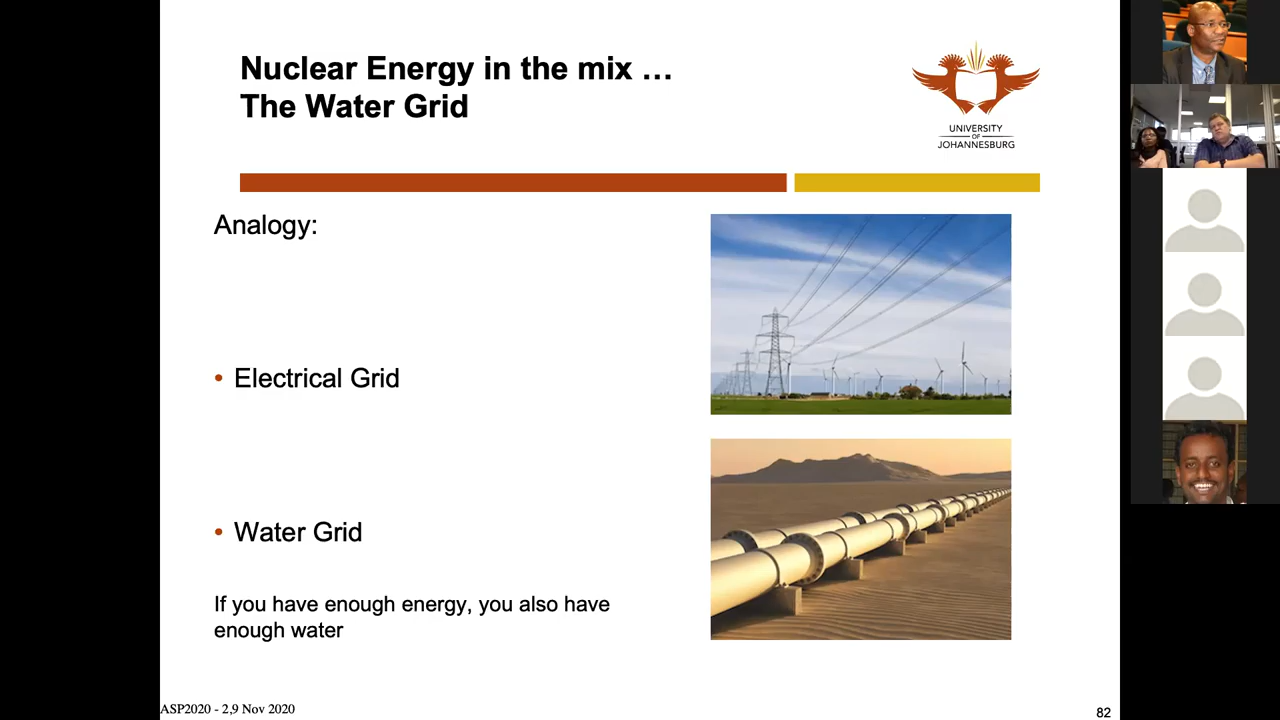 Nuclear Energy in the mix …
The Water Grid
UNIVERSITY
OF
JOHANNESBURG
Analogy:
• Electrical Grid
• Water Grid
If you have enough energy, you also have
enough water
ASP2020 - 2,9 Nov 2020
82